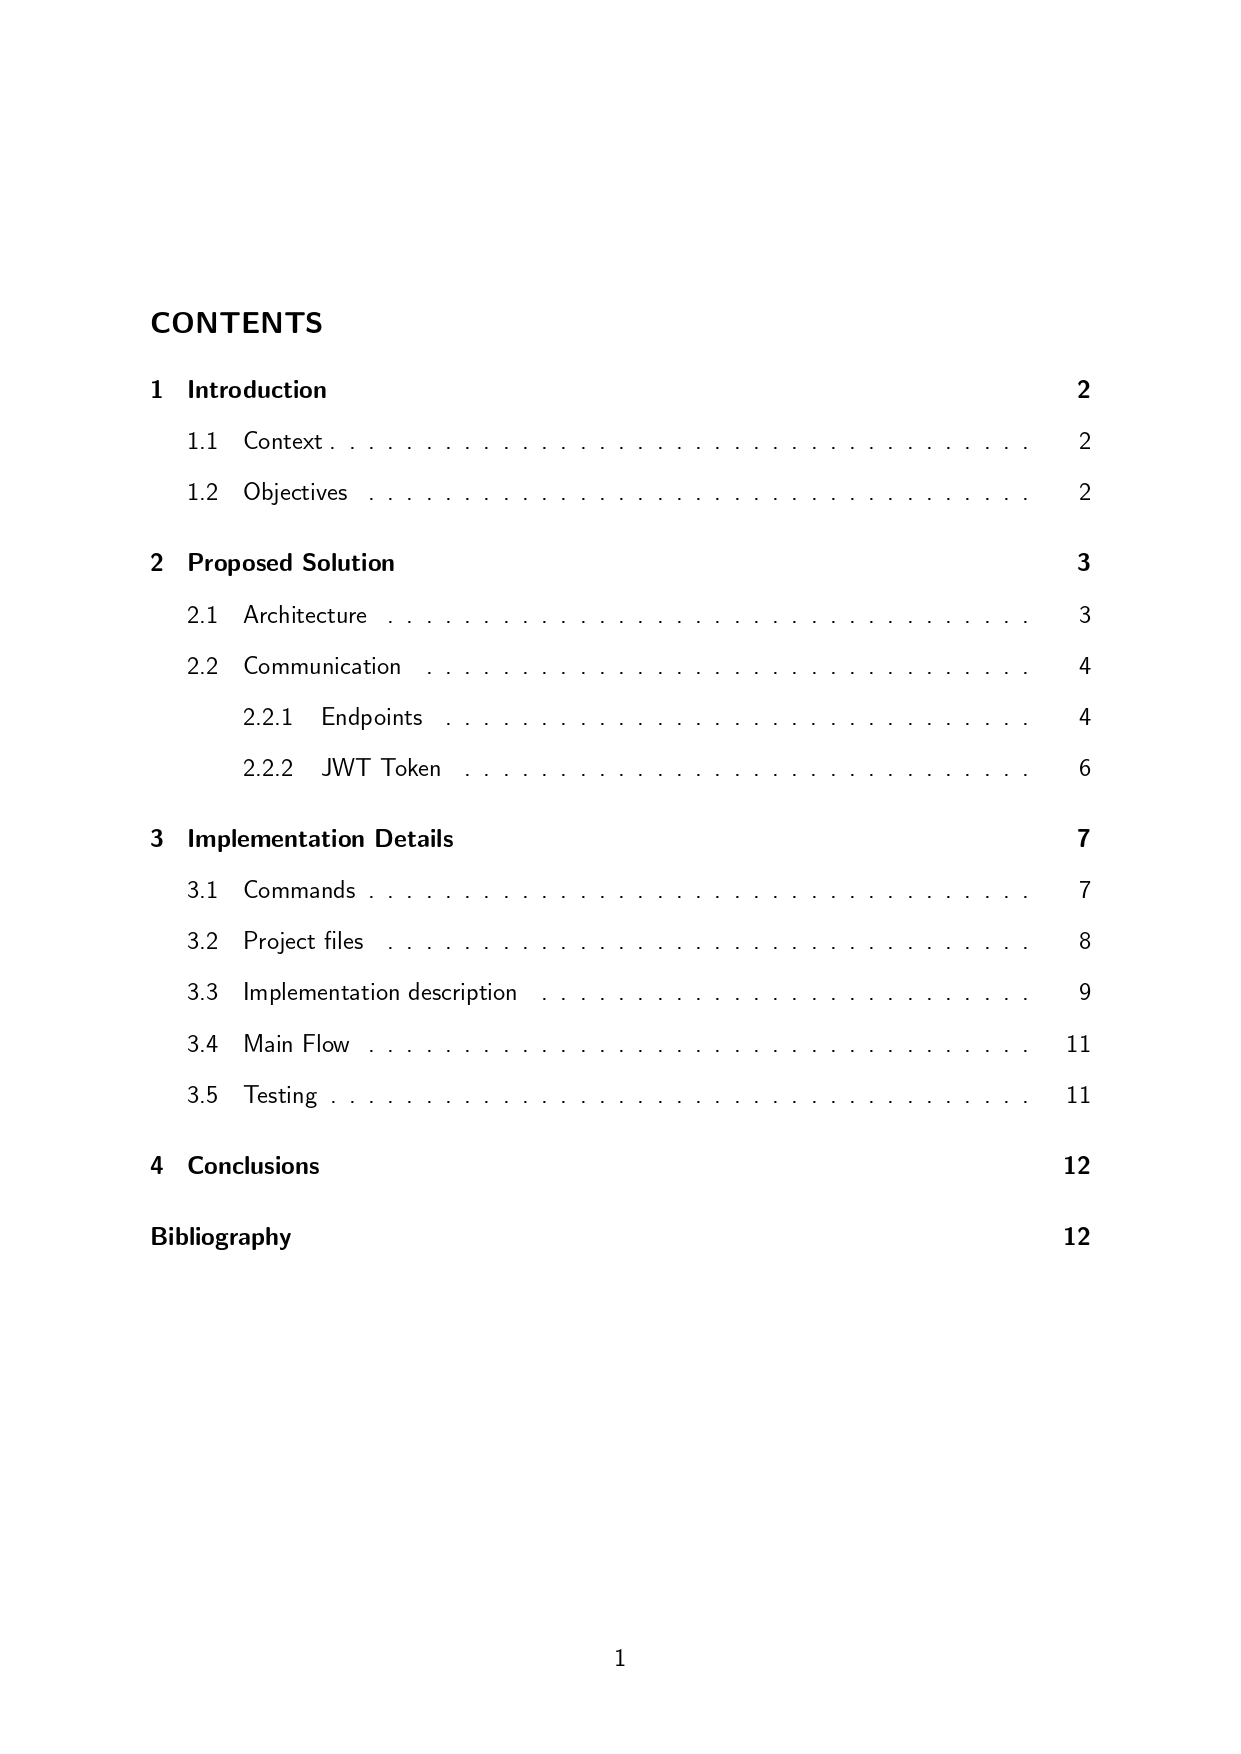 CONTENTS
1 Introduction 2
1.1 Context . . . . . . . . . . . . . . . . . . . . . . . . . . . . . . . . . . . . . 2
1.2 Objectives . . . . . . . . . . . . . . . . . . . . . . . . . . . . . . . . . . . 2
2 Proposed Solution 3
2.1 Architecture . . . . . . . . . . . . . . . . . . . . . . . . . . . . . . . . . . 3
2.2 Communication . . . . . . . . . . . . . . . . . . . . . . . . . . . . . . . . 4
2.2.1 Endpoints . . . . . . . . . . . . . . . . . . . . . . . . . . . . . . . 4
2.2.2 JWT Token . . . . . . . . . . . . . . . . . . . . . . . . . . . . . . 6
3 Implementation Details 7
3.1 Commands . . . . . . . . . . . . . . . . . . . . . . . . . . . . . . . . . . . 7
3.2 Project files . . . . . . . . . . . . . . . . . . . . . . . . . . . . . . . . . . 8
3.3 Implementation description . . . . . . . . . . . . . . . . . . . . . . . . . . 9
3.4 Main Flow . . . . . . . . . . . . . . . . . . . . . . . . . . . . . . . . . . . 11
3.5 Testing . . . . . . . . . . . . . . . . . . . . . . . . . . . . . . . . . . . . . 11
4 Conclusions 12
Bibliography 12
1